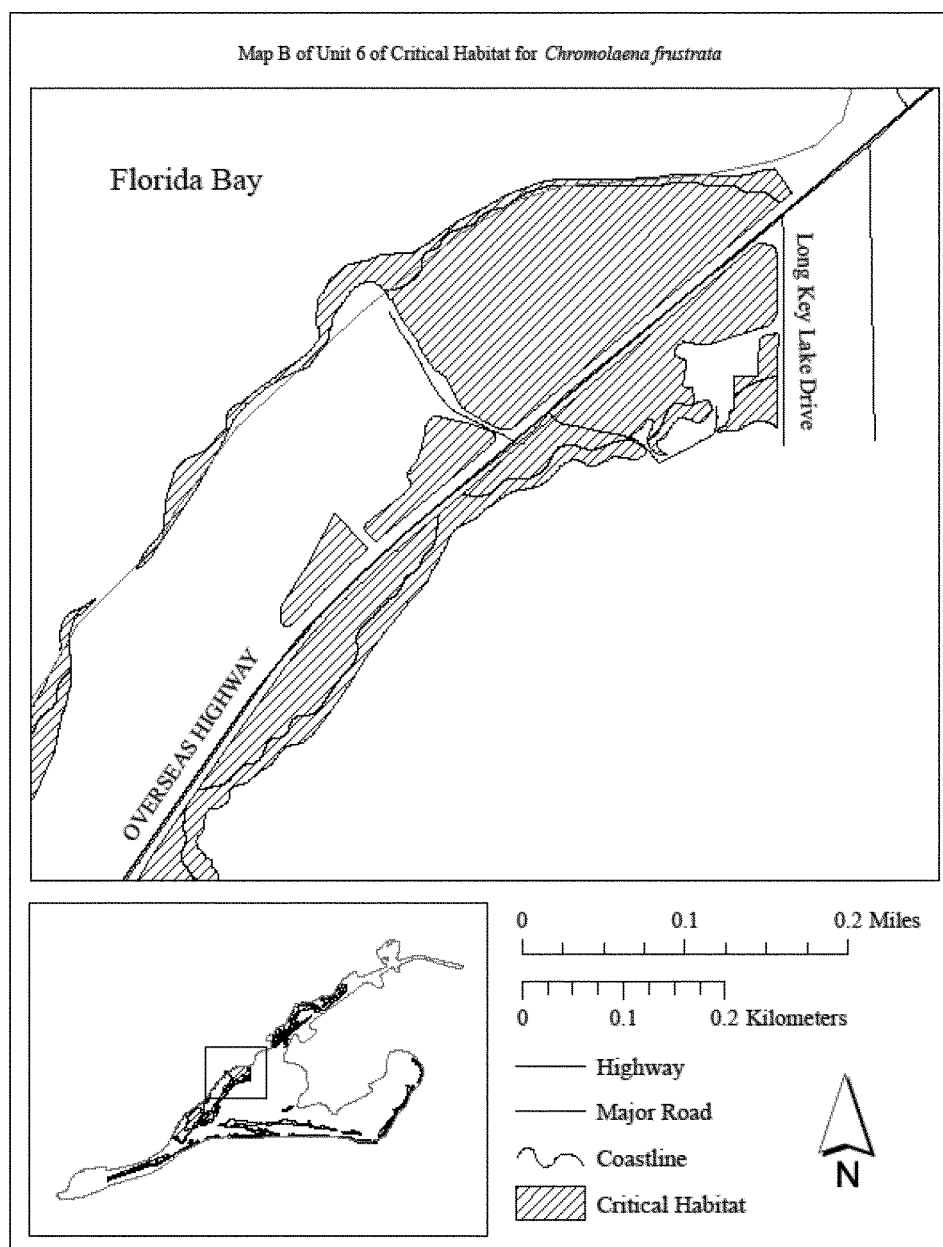 Map B of Unit 6 of Critical Habitat for Chromolaena frustrata
Florida Bay
Long Key Lake Drive
OVERSEAS HIGHWAY
0 0.1 0.2 Miles
0 0.1 0.2 Kilometers
Highway
Major Road
Coastline
Critical Habitat
N